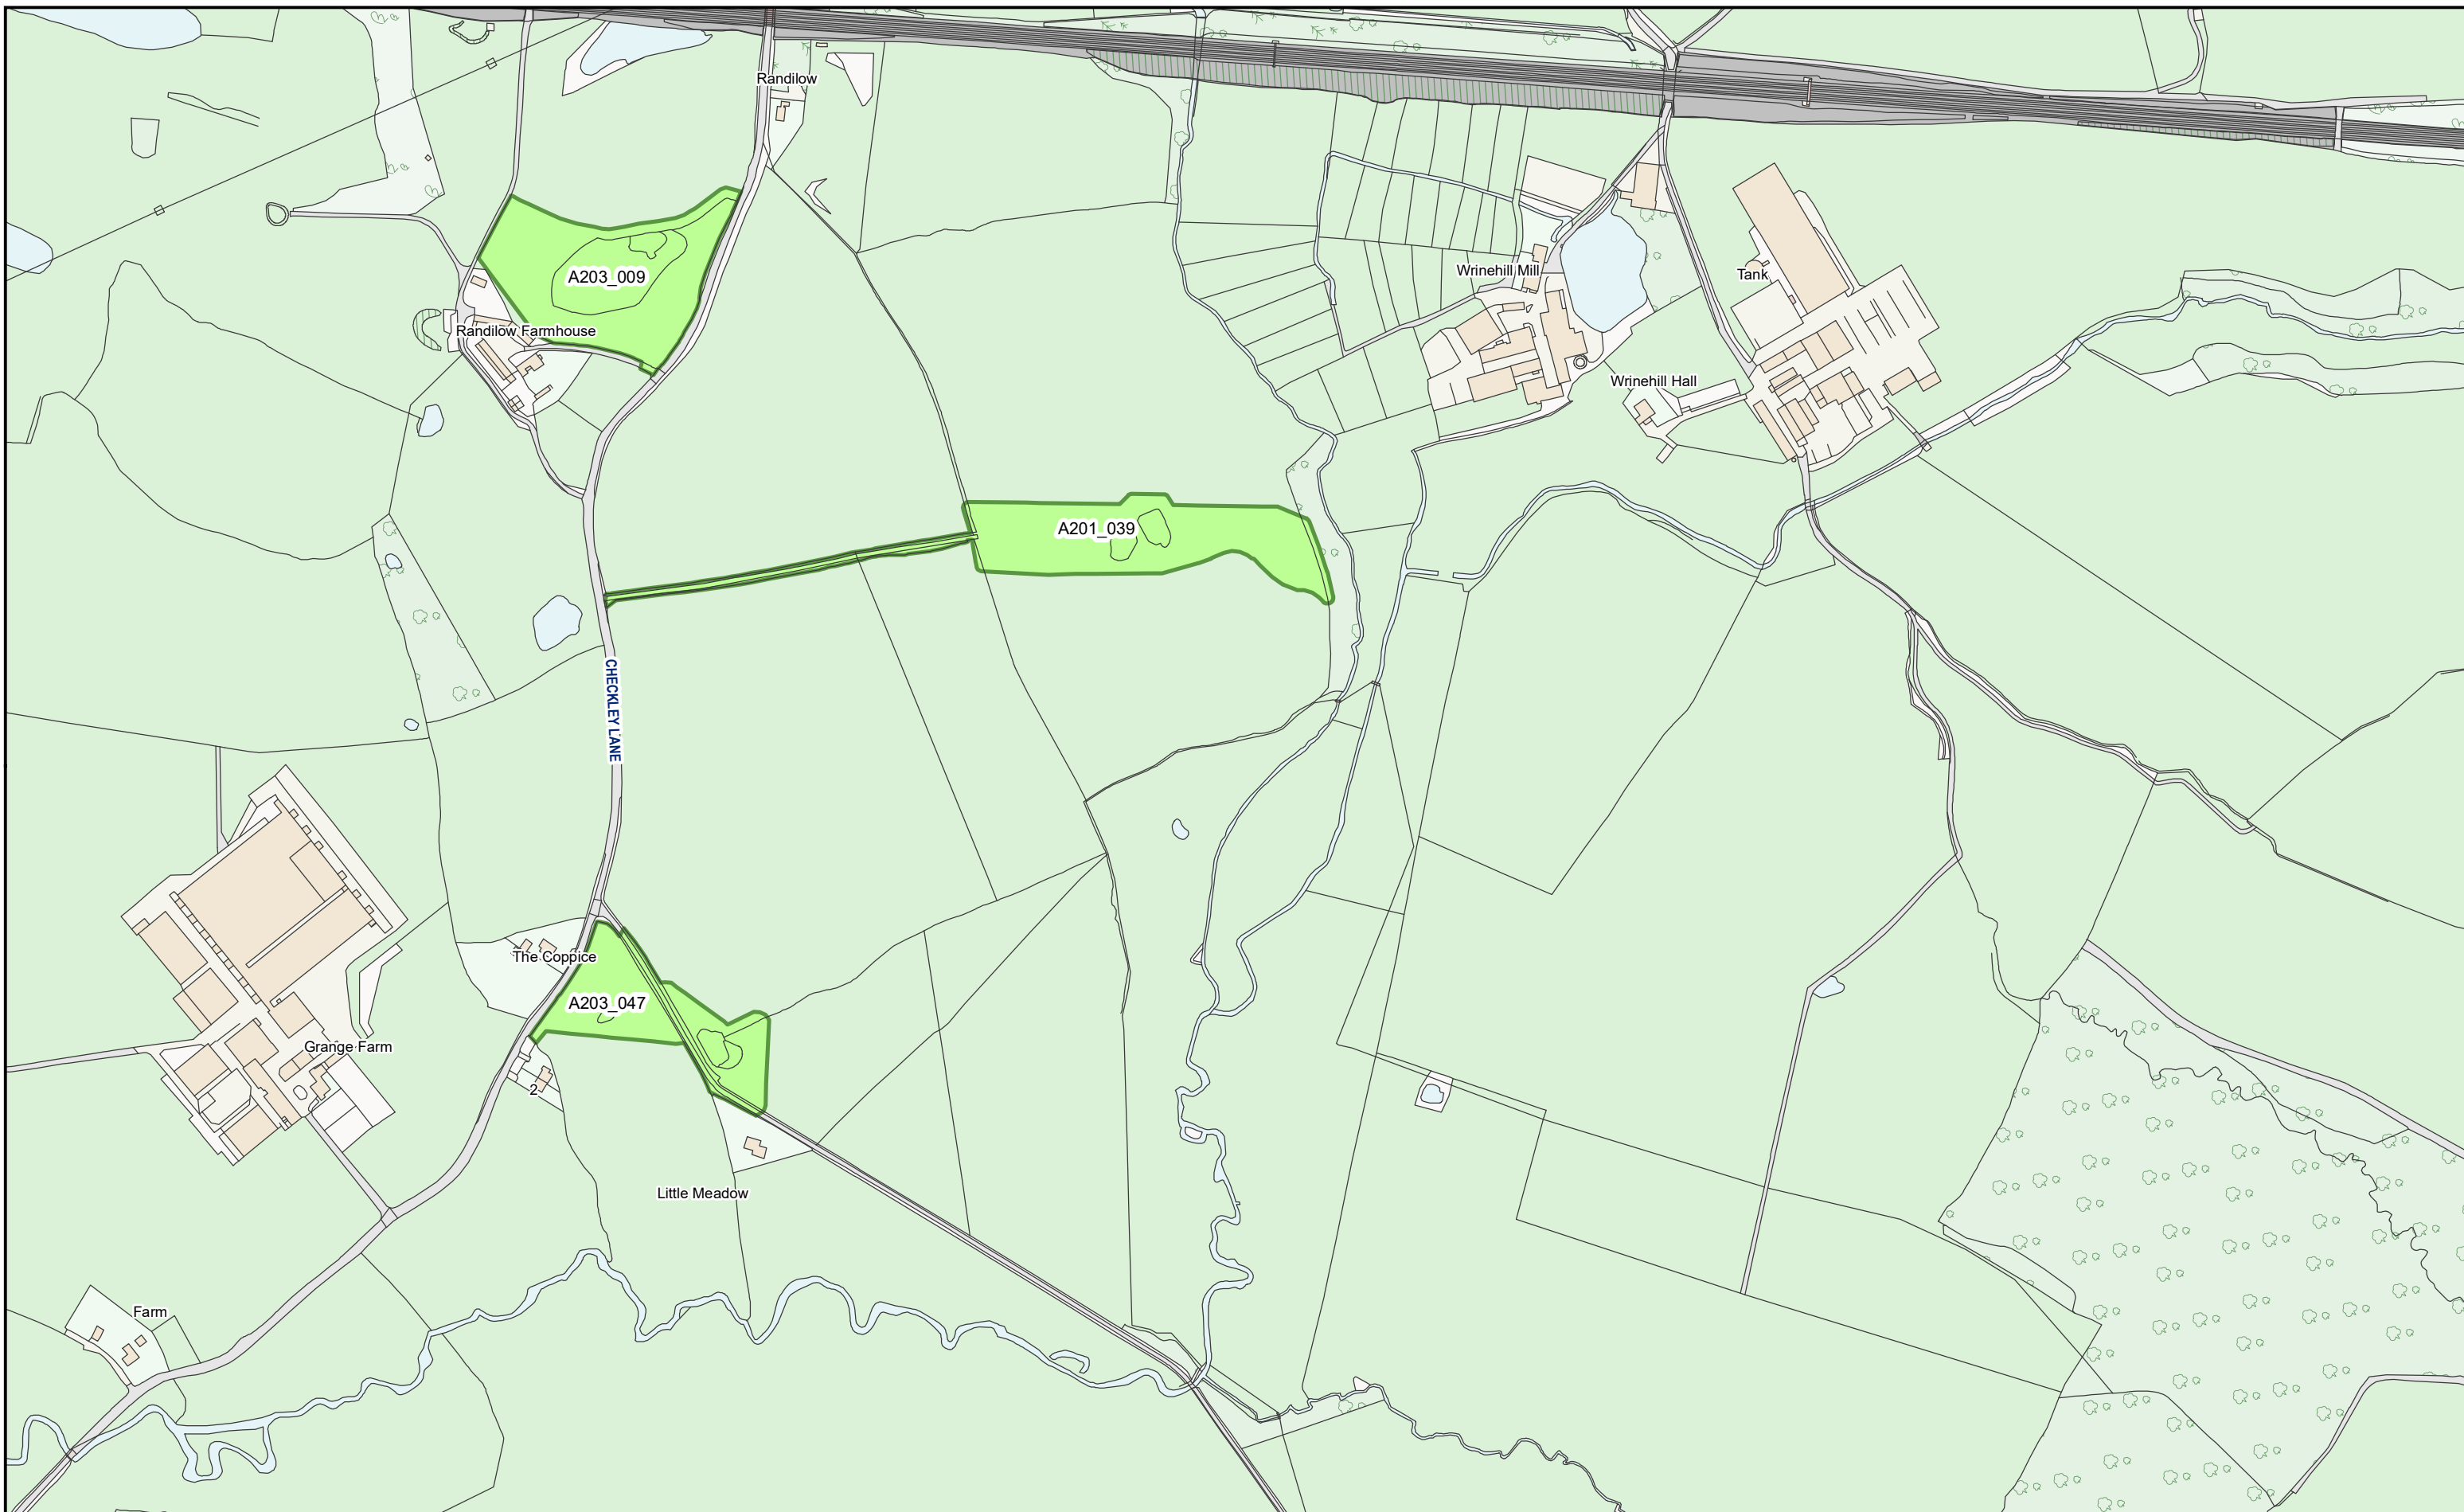 Randilow
A203_009
Wrinehill Mill
Tank
Randilow Farmhouse
Wrinehill Hall
A201_039
CHECKLEY LANE
The Coppice
A203_047
Grange Farm
2
Little Meadow
Farm